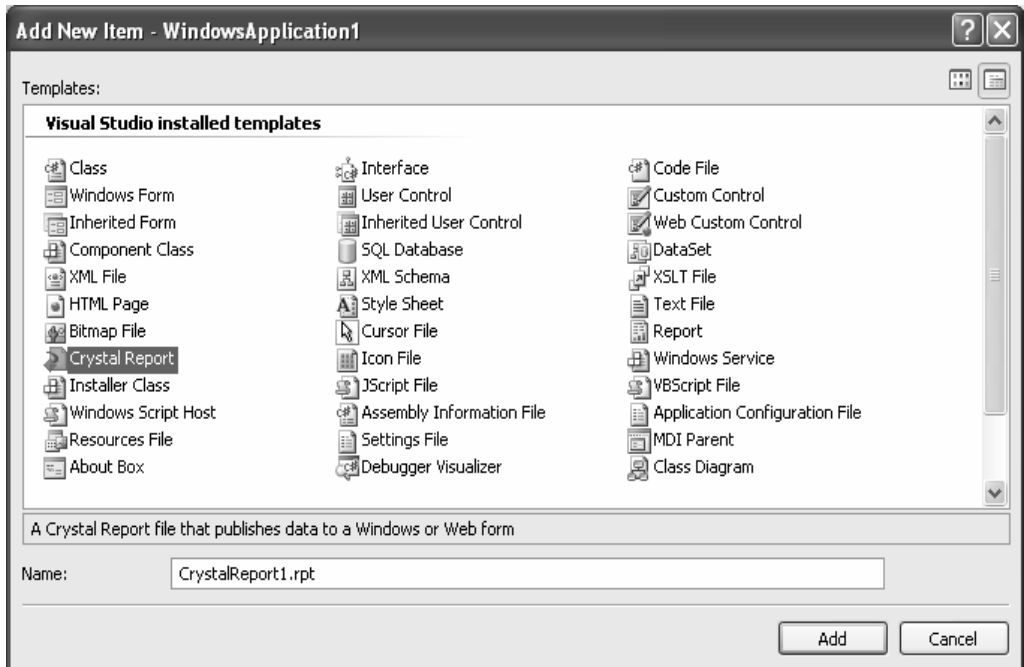 Add New Item - WindowsApplication1
Templates:
Visual Studio installed templates
Class Interface Code File
Windows Form User Control Custom Control
Inherited Form Inherited User Control Web Custom Control
Component Class SQL Database DataSet
XML File XML Schema XSLT File
HTML Page Style Sheet Text File
Bitmap File Cursor File Report
Crystal Report Icon File Windows Service
Installer Class JScript File VBScript File
Windows Script Host Assembly Information File Application Configuration File
Resources File Settings File MDI Parent
About Box Debugger Visualizer Class Diagram
A Crystal Report file that publishes data to a Windows or Web form
Name: CrystalReport1.rpt
Add Cancel